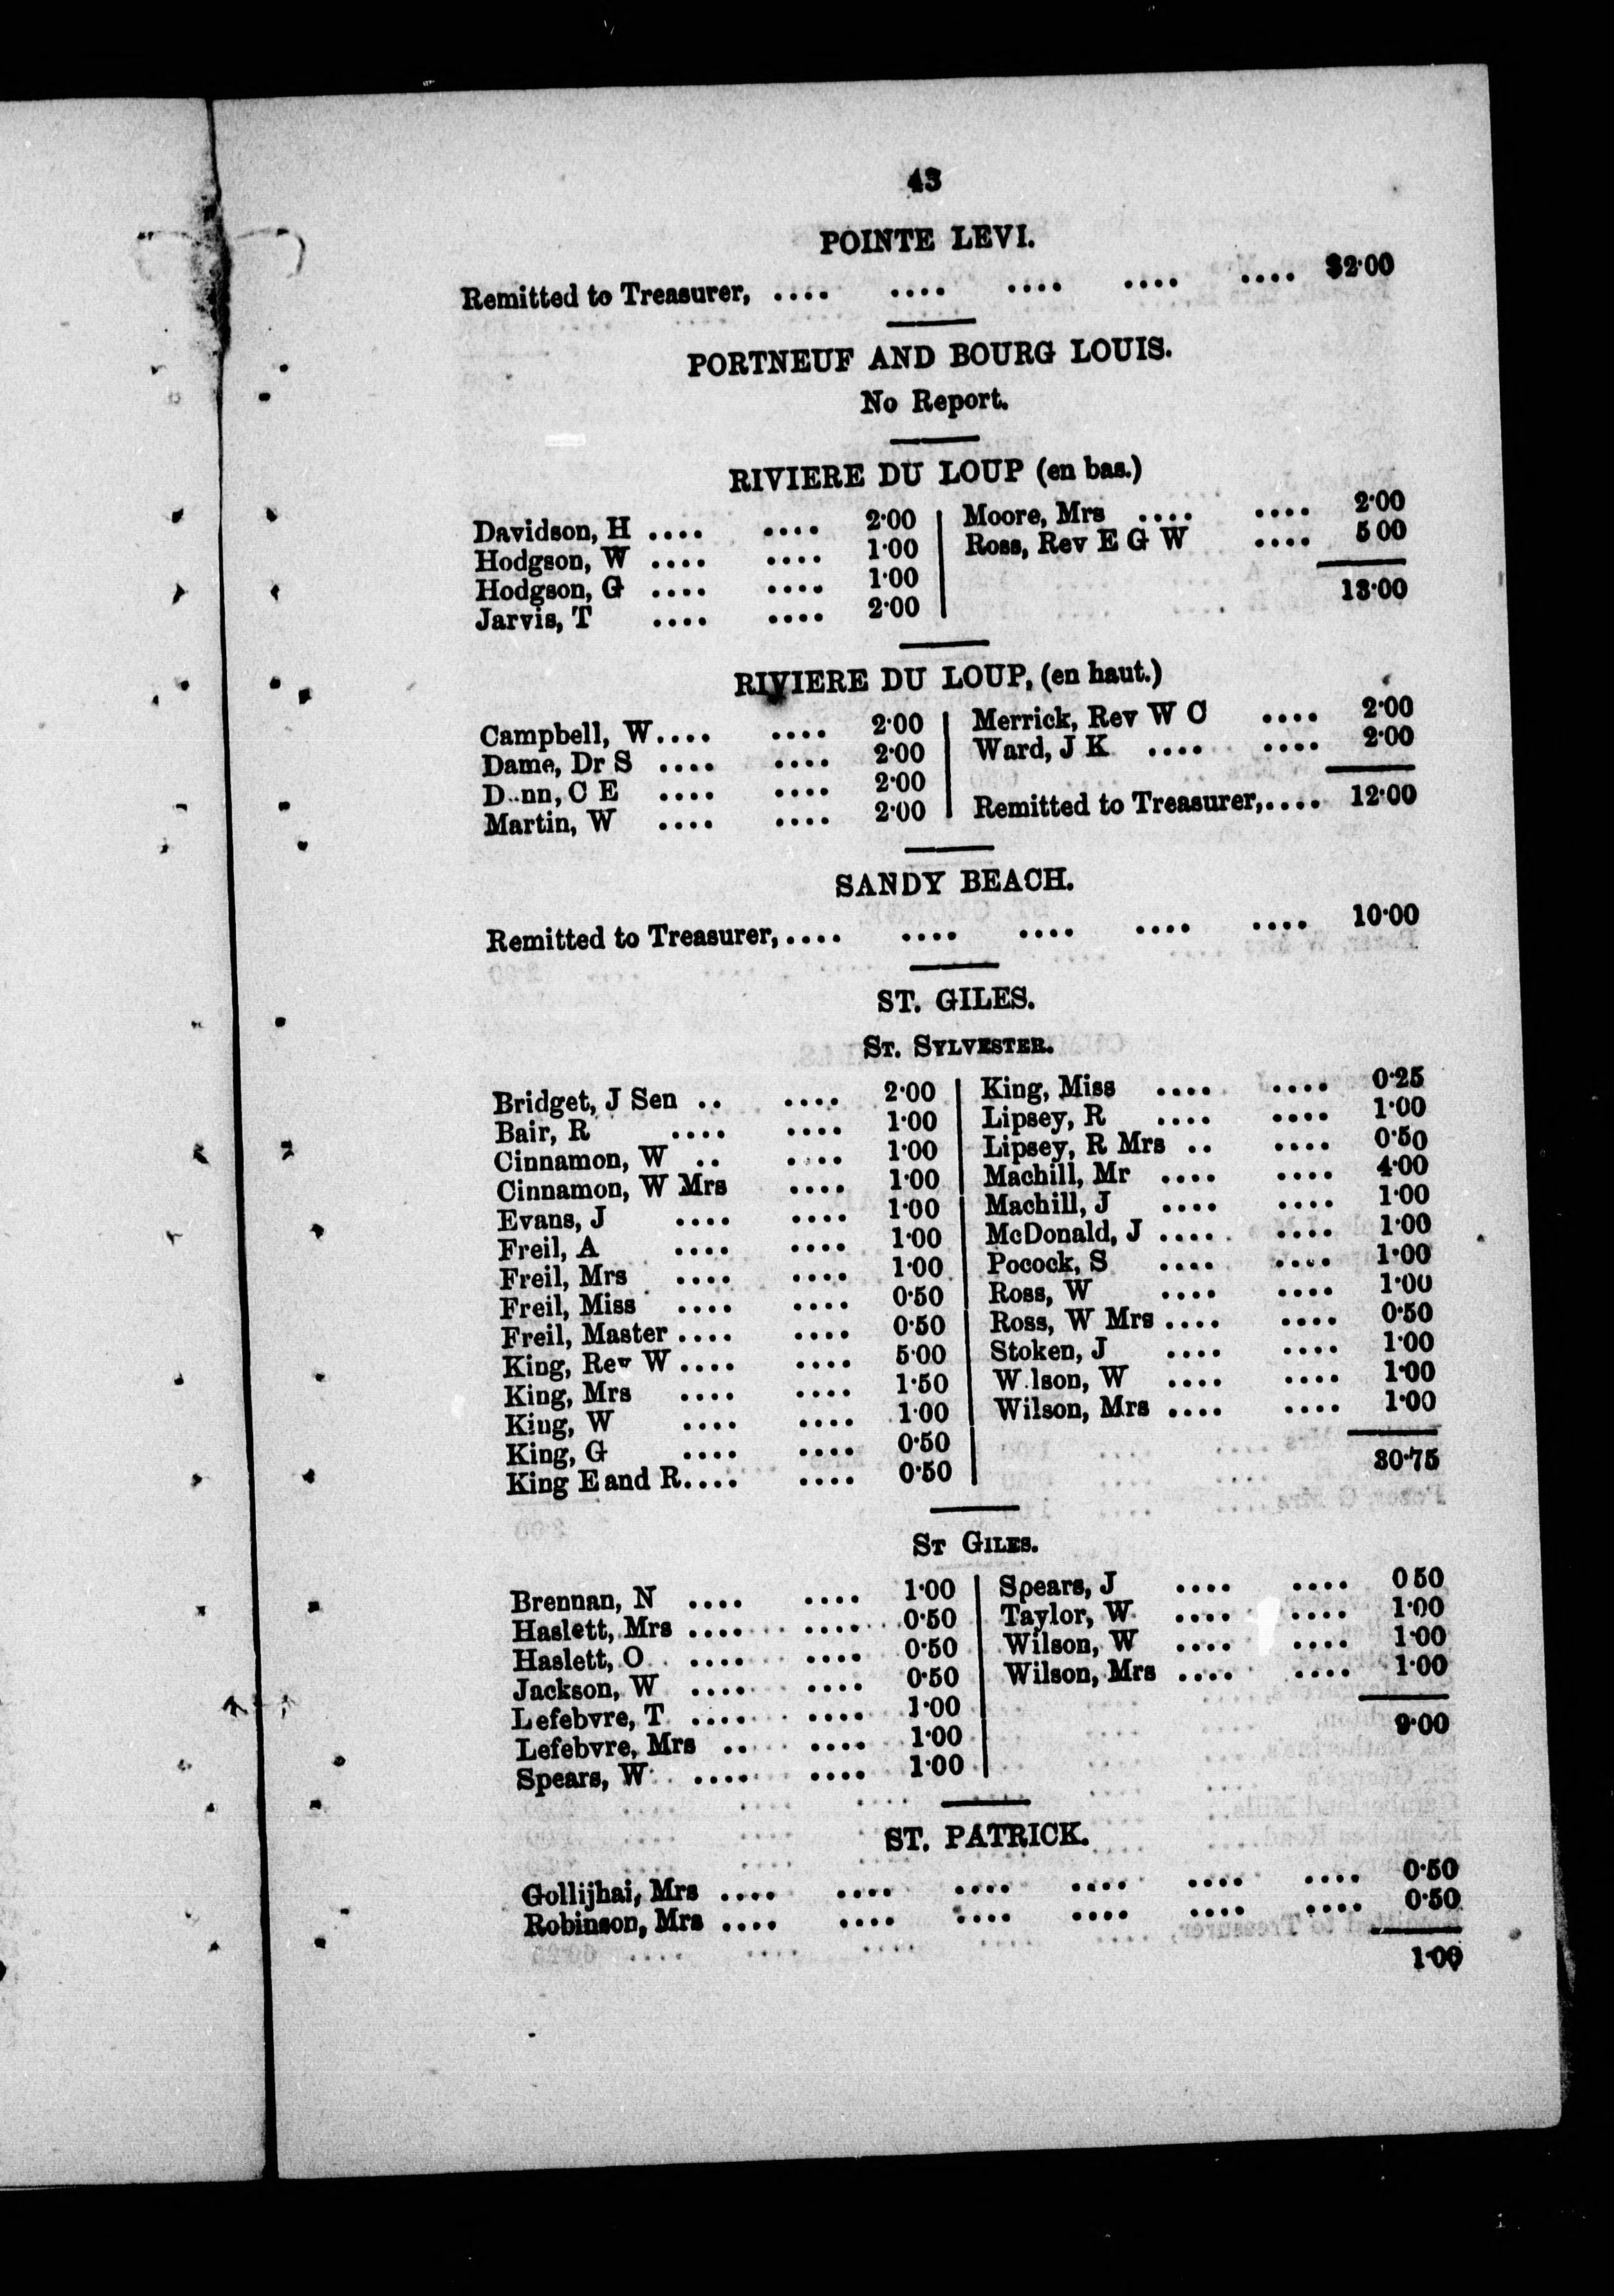 43
POINTE LEVI.
Remitted to Treasurer, .... .... .... .... .... $2·00
PORTNEUF AND BOURG LOUIS.
No Report.
RIVIERE DU LOUP (en bas.)
Davidson, H .... .... 2·00
Hodgson, W .... .... 1·00
Hodgson, G .... .... 1·00
Jarvis, T .... .... 2·00
Moore, Mrs .... .... 2·00
Ross, Rev E G W .... 5 00
13·00
RIVIERE DU LOUP, (en haut.)
Campbell, W.... .... 2·00
Dame, Dr S .... .... 2·00
D..nn, C E .... .... 2·00
Martin, W .... .... 2·00
Merrick, Rev W C .... 2·00
Ward, J K .... .... 2·00
Remitted to Treasurer,.... 12·00
SANDY BEACH.
Remitted to Treasurer,.... .... .... .... .... 10·00
ST. GILES.
ST. SYLVESTER.
Bridget, J Sen .. .... 2·00
Bair, R .... .... 1·00
Cinnamon, W .. .... 1·00
Cinnamon, W Mrs .... 1·00
Evans, J .... .... 1·00
Freil, A .... .... 1·00
Freil, Mrs .... .... 1·00
Freil, Miss .... .... 0·50
Freil, Master .... .... 0·50
King, Rev W .... .... 5·00
King, Mrs .... .... 1·50
King, W .... .... 1·00
King, G .... .... 0·50
King E and R.... .... 0·50
King, Miss .... .... 0·25
Lipsey, R .... .... 1·00
Lipsey, R Mrs .. .... 0·50
Machill, Mr .... .... 4·00
Machill, J .... .... 1·00
McDonald, J .... .... 1·00
Pocock, S .... .... 1·00
Ross, W .... .... 1·00
Ross, W Mrs .... .... 0·50
Stoken, J .... .... 1·00
W.lson, W .... .... 1·00
Wilson, Mrs .... .... 1·00
30·75
ST GILES.
Brennan, N .... .... 1·00
Haslett, Mrs .... .... 0·50
Haslett, O .... .... 0·50
Jackson, W .... .... 0·50
Lefebvre, T .... .... 1·00
Lefebvre, Mrs .. .... 1·00
Spears, W .... .... 1·00
Spears, J .... .... 0 50
Taylor, W .... .... 1·00
Wilson, W .... .... 1·00
Wilson, Mrs .... .... 1·00
9·00
ST. PATRICK.
Gollijhai, Mrs .... .... .... .... .... .... 0·50
Robinson, Mrs .... .... .... .... .... .... 0·50
1·00